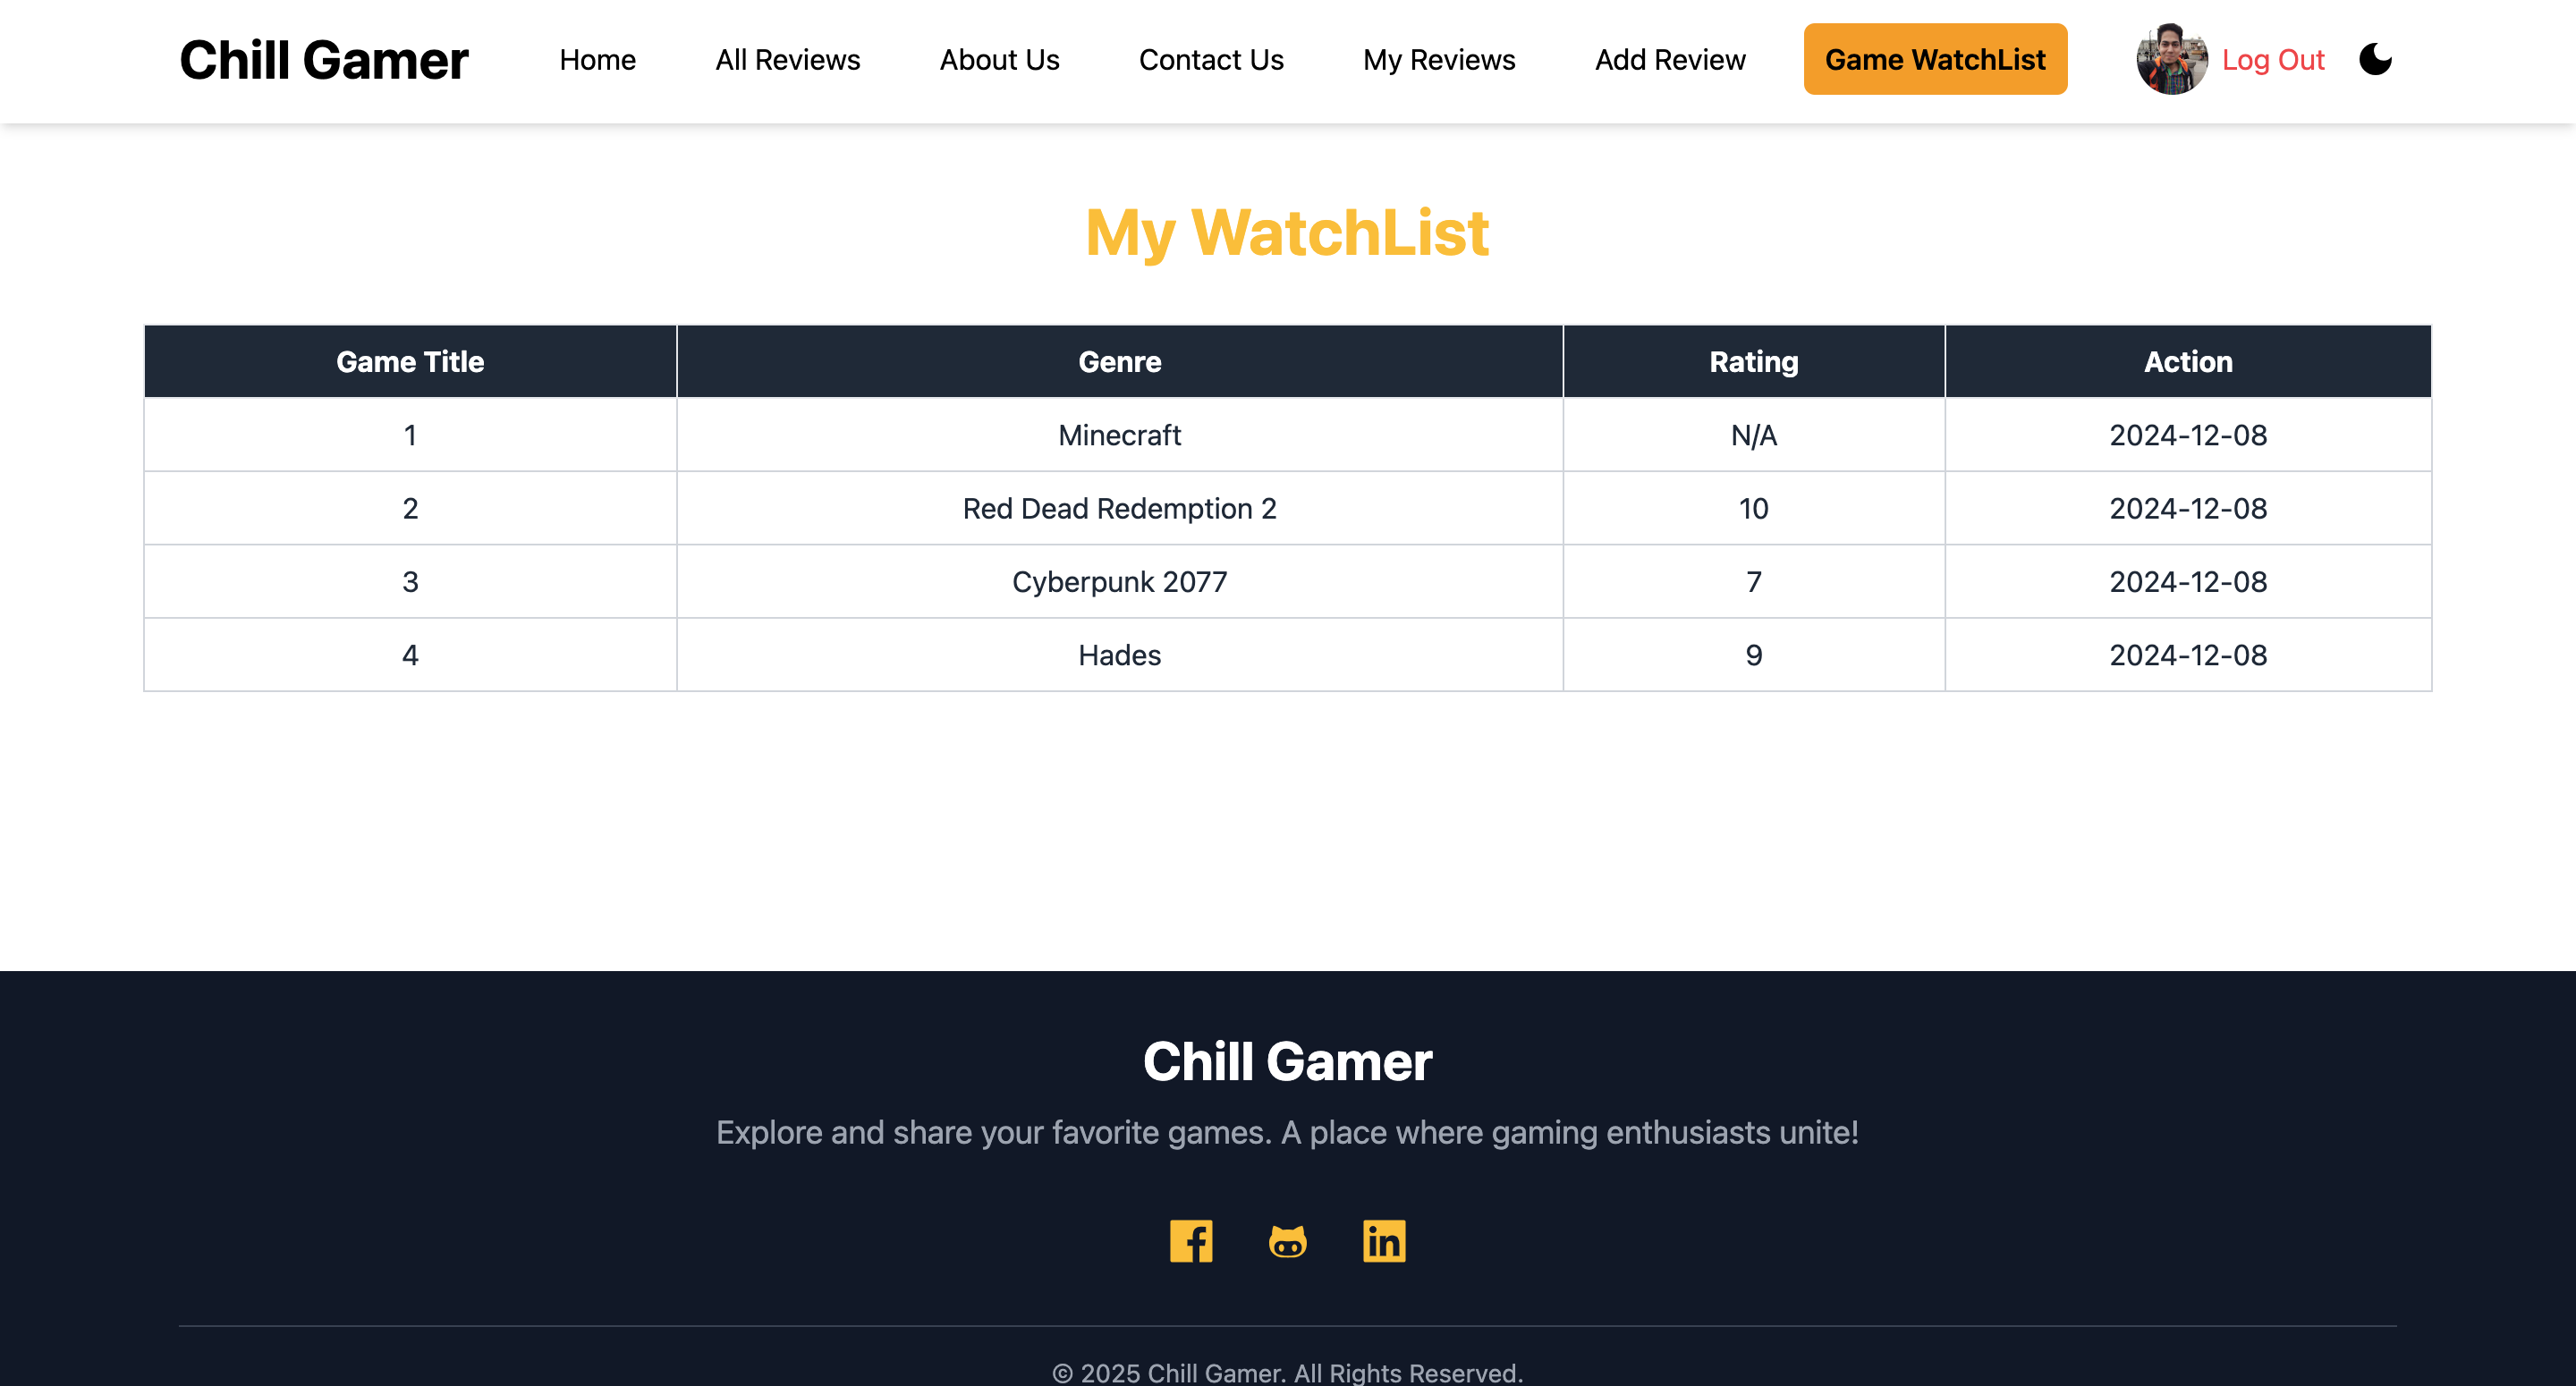 Chill Gamer Home All Reviews About Us Contact Us My Reviews Add Review Game WatchList Log Out
My WatchList
Game Title Genre Rating Action
1 Minecraft N/A 2024-12-08
2 Red Dead Redemption 2 10 2024-12-08
3 Cyberpunk 2077 7 2024-12-08
4 Hades 9 2024-12-08
Chill Gamer
Explore and share your favorite games. A place where gaming enthusiasts unite!
© 2025 Chill Gamer. All Rights Reserved.